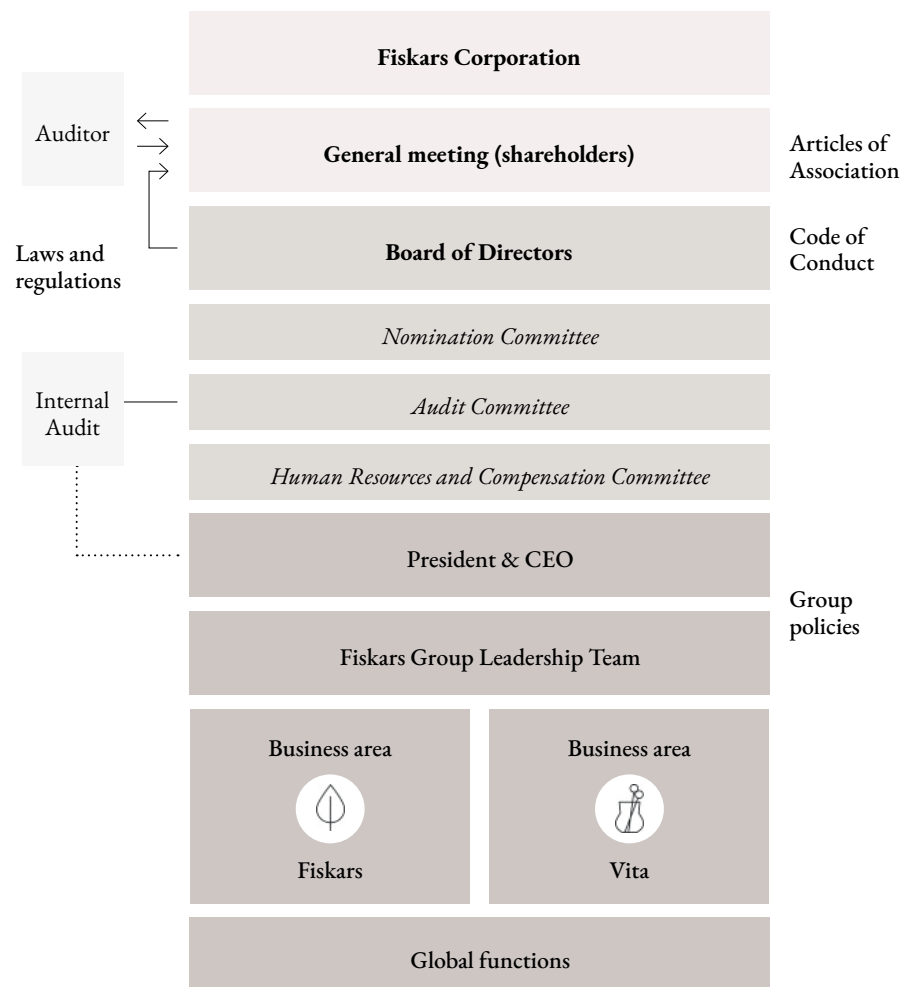 Fiskars Corporation
Auditor
General meeting (shareholders)
Articles of
Association
Board of Directors
Code of
Conduct
Laws and
regulations
Nomination Committee
Internal
Audit
Audit Committee
Human Resources and Compensation Committee
President & CEO
Group
policies
Fiskars Group Leadership Team
Business area
Fiskars
Business area
Vita
Global functions